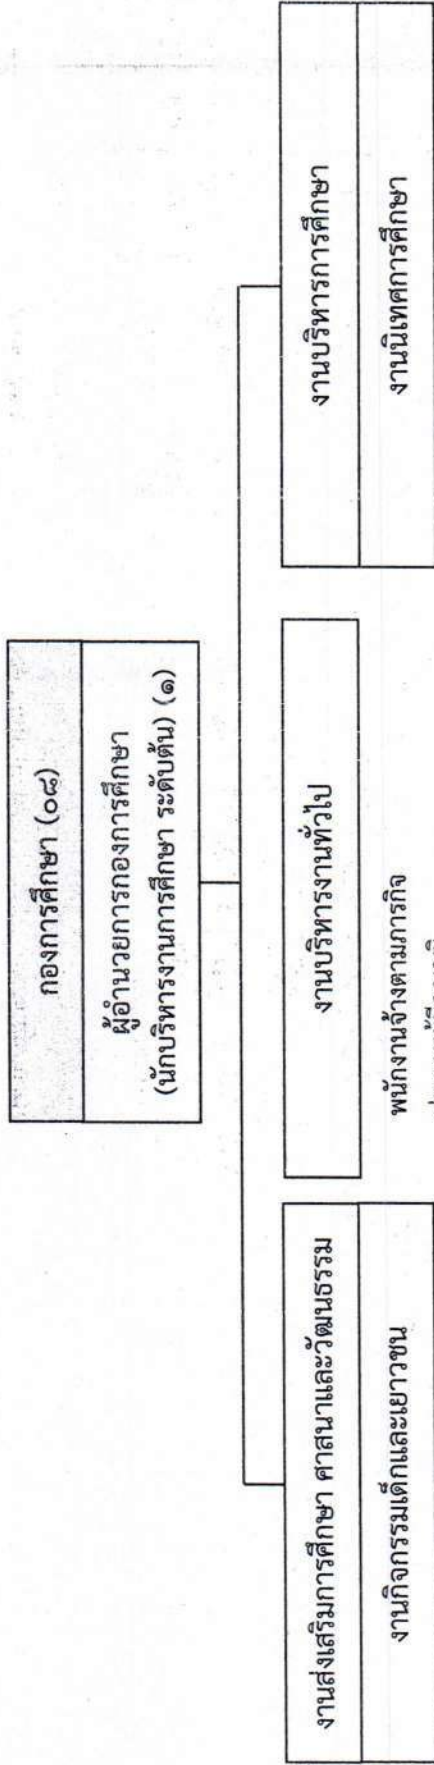 กองการศึกษา (๐๘)
ผู้อำนวยการกองการศึกษา
(นักบริหารงานการศึกษา ระดับต้น) (๑)
งานส่งเสริมการศึกษา ศาสนาและวัฒนธรรม
งานกิจกรรมเด็กและเยาวชน
งานบริหารงานทั่วไป
พนักงานจ้างตามภารกิจ
งานบริหารการศึกษา
งานนิเทศการศึกษา